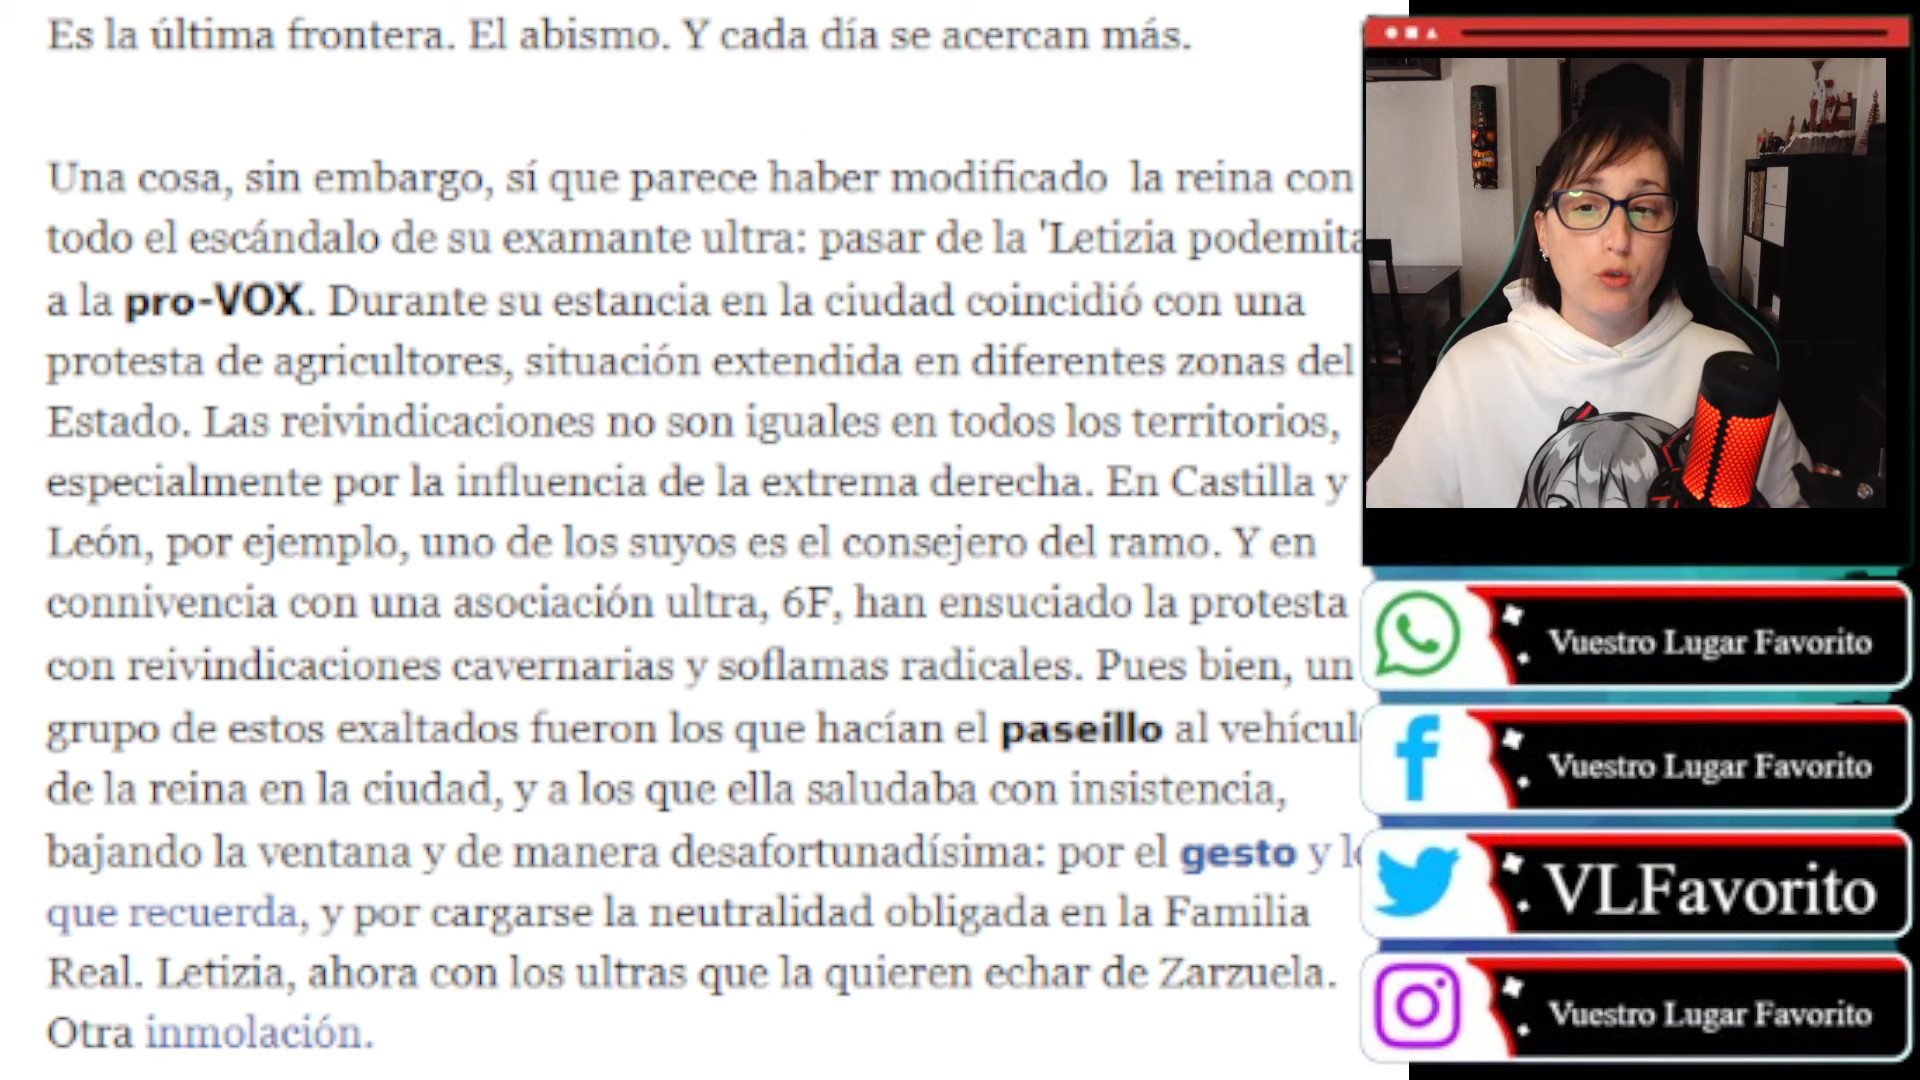 Es la última frontera. El abismo. Y cada día se acercan más.
Una cosa, sin embargo, sí que parece haber modificado la reina con
todo el escándalo de su examante ultra: pasar de la 'Letizia podemita
a la pro-VOX. Durante su estancia en la ciudad coincidió con una
protesta de agricultores, situación extendida en diferentes zonas del
Estado. Las reivindicaciones no son iguales en todos los territorios,
especialmente por la influencia de la extrema derecha. En Castilla y
León, por ejemplo, uno de los suyos es el consejero del ramo. Y en
connivencia con una asociación ultra, 6F, han ensuciado la protesta
con reivindicaciones cavernarias y soflamas radicales. Pues bien, un
grupo de estos exaltados fueron los que hacían el paseíllo al vehícul
de la reina en la ciudad, y a los que ella saludaba con insistencia,
bajando la ventana y de manera desafortunadísima: por el gesto y l
que recuerda, y por cargarse la neutralidad obligada en la Familia
Real. Letizia, ahora con los ultras que la quieren echar de Zarzuela.
Otra inmolación.
Vuestro Lugar Favorito
Vuestro Lugar Favorito
VLFavorito
Vuestro Lugar Favorito